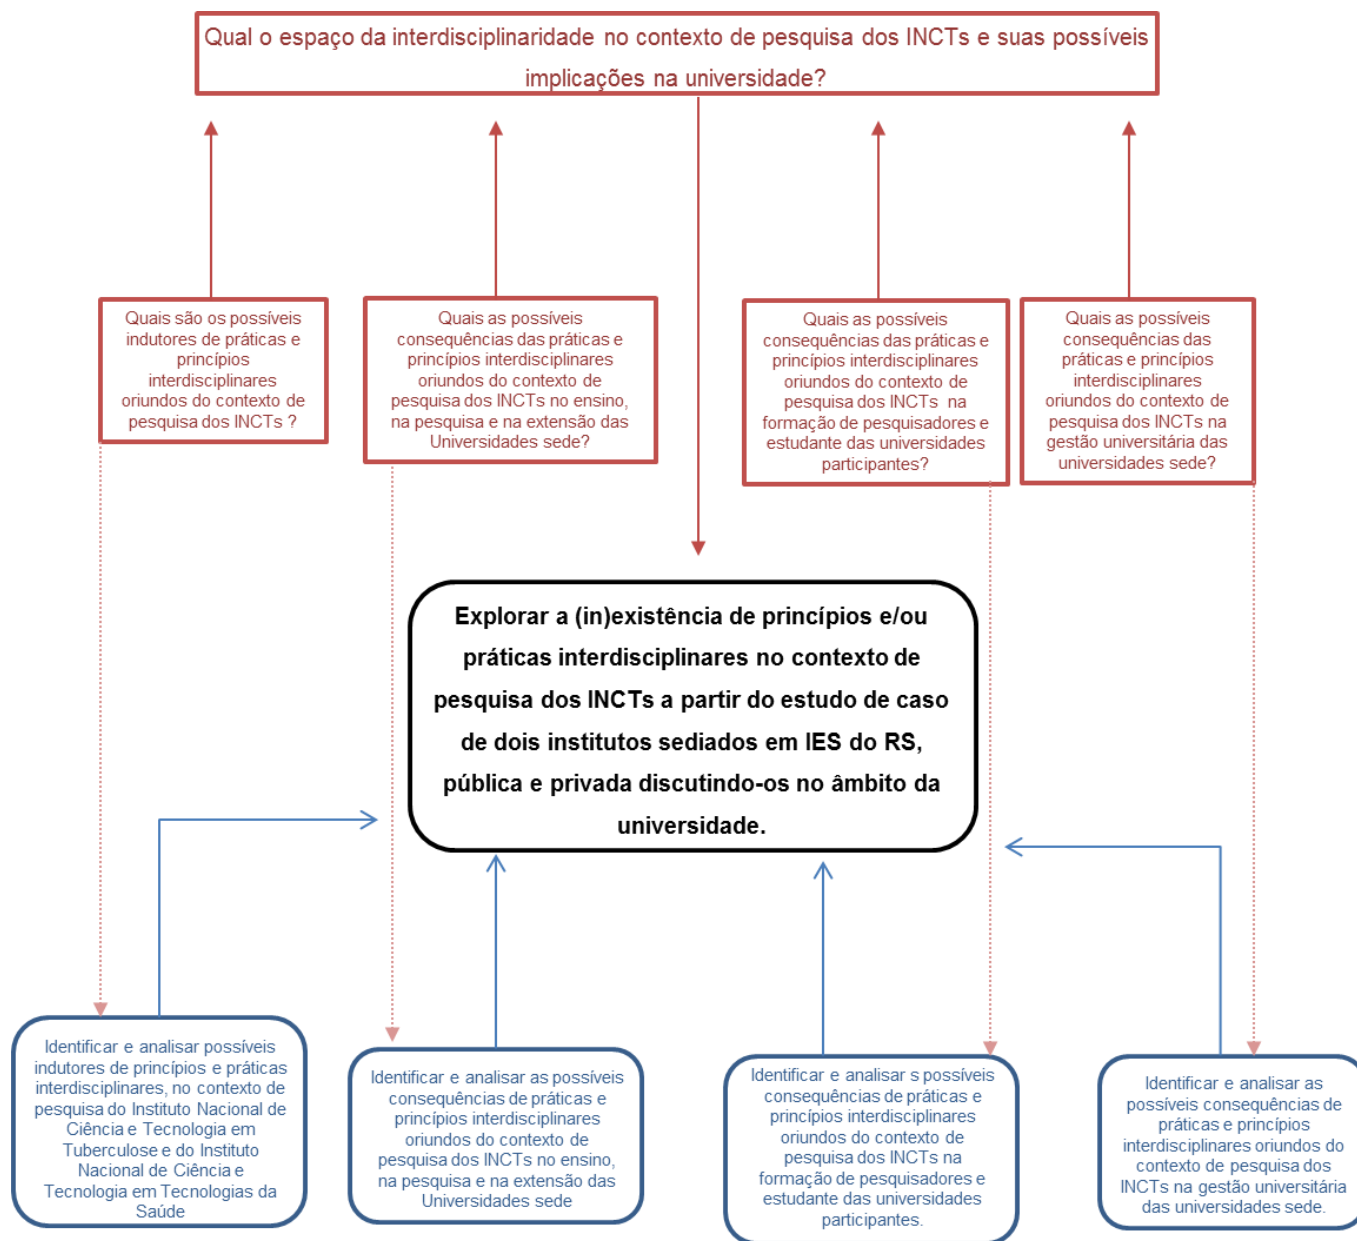 Qual o espaço da interdisciplinaridade no contexto de pesquisa dos INCTs e suas possíveis
implicações na universidade?
Quais são os possíveis
indutores de práticas e
princípios
interdisciplinares
oriundos do contexto de
pesquisa dos INCTs ?
Quais as possíveis
consequências das práticas e
princípios interdisciplinares
oriundos do contexto de
pesquisa dos INCTs no ensino,
na pesquisa e na extensão das
Universidades sede?
Quais as possíveis
consequências das práticas e
princípios interdisciplinares
oriundos do contexto de
pesquisa dos INCTs na
formação de pesquisadores e
estudante das universidades
participantes?
Quais as possíveis
consequências das
práticas e princípios
interdisciplinares
oriundos do contexto de
pesquisa dos INCTs na
gestão universitária das
universidades sede?
Explorar a (in)existência de princípios e/ou
práticas interdisciplinares no contexto de
pesquisa dos INCTs a partir do estudo de caso
de dois institutos sediados em IES do RS,
pública e privada discutindo-os no âmbito da
universidade.
Identificar e analisar possíveis
indutores de princípios e práticas
interdisciplinares, no contexto de
pesquisa do Instituto Nacional de
Ciência e Tecnologia em
Tuberculose e do Instituto
Nacional de Ciência e
Tecnologia em Tecnologias da
Saúde
Identificar e analisar as possíveis
consequências de práticas e
princípios interdisciplinares
oriundos do contexto de
pesquisa dos INCTs no ensino,
na pesquisa e na extensão das
Universidades sede
Identificar e analisar s possíveis
consequências de práticas e
princípios interdisciplinares
oriundos do contexto de
pesquisa dos INCTs na
formação de pesquisadores e
estudante das universidades
participantes.
Identificar e analisar as
possíveis consequências de
práticas e princípios
interdisciplinares oriundos do
contexto de pesquisa dos
INCTs na gestão universitária
das universidades sede.